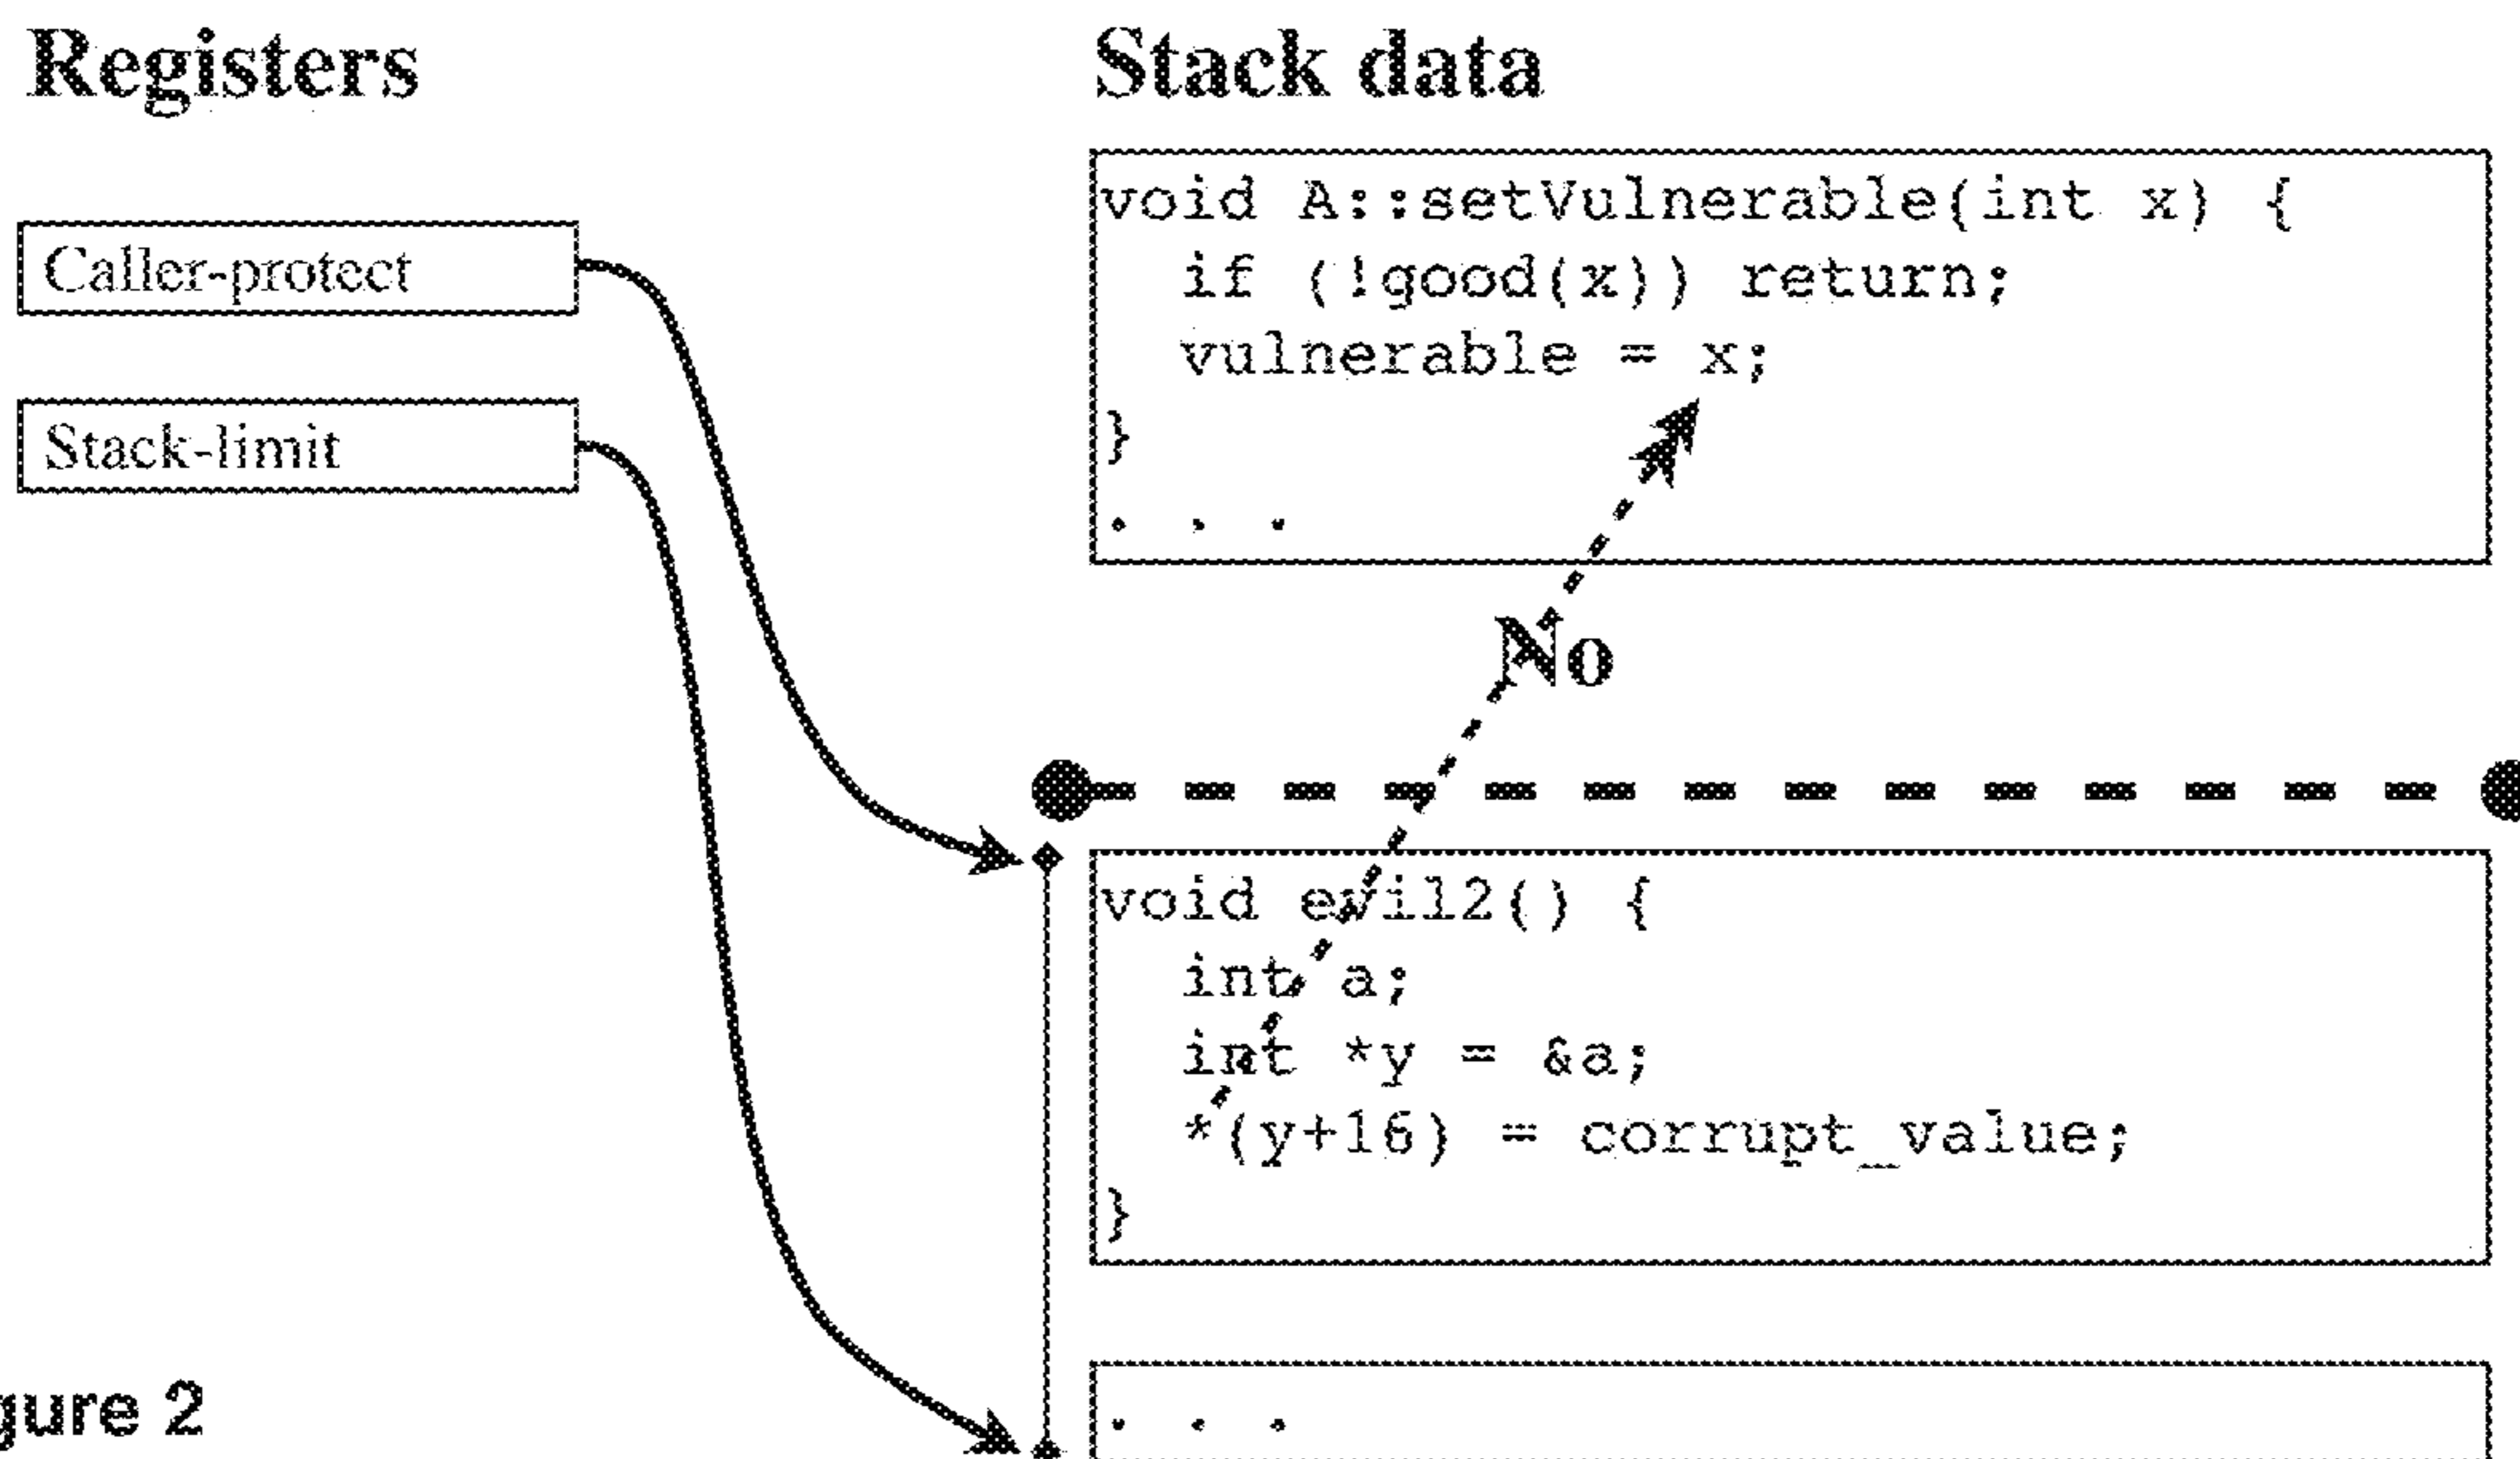 Registers
Stack data
Caller-protect
Stack-limit
void A::setVulnerable(int x) {
if (!good(x)) return;
vulnerable = x;
}
. . .
No
void evil2() {
int a;
int *y = &a;
*(y+16) = corrupt_value;
}
. . .
gure 2